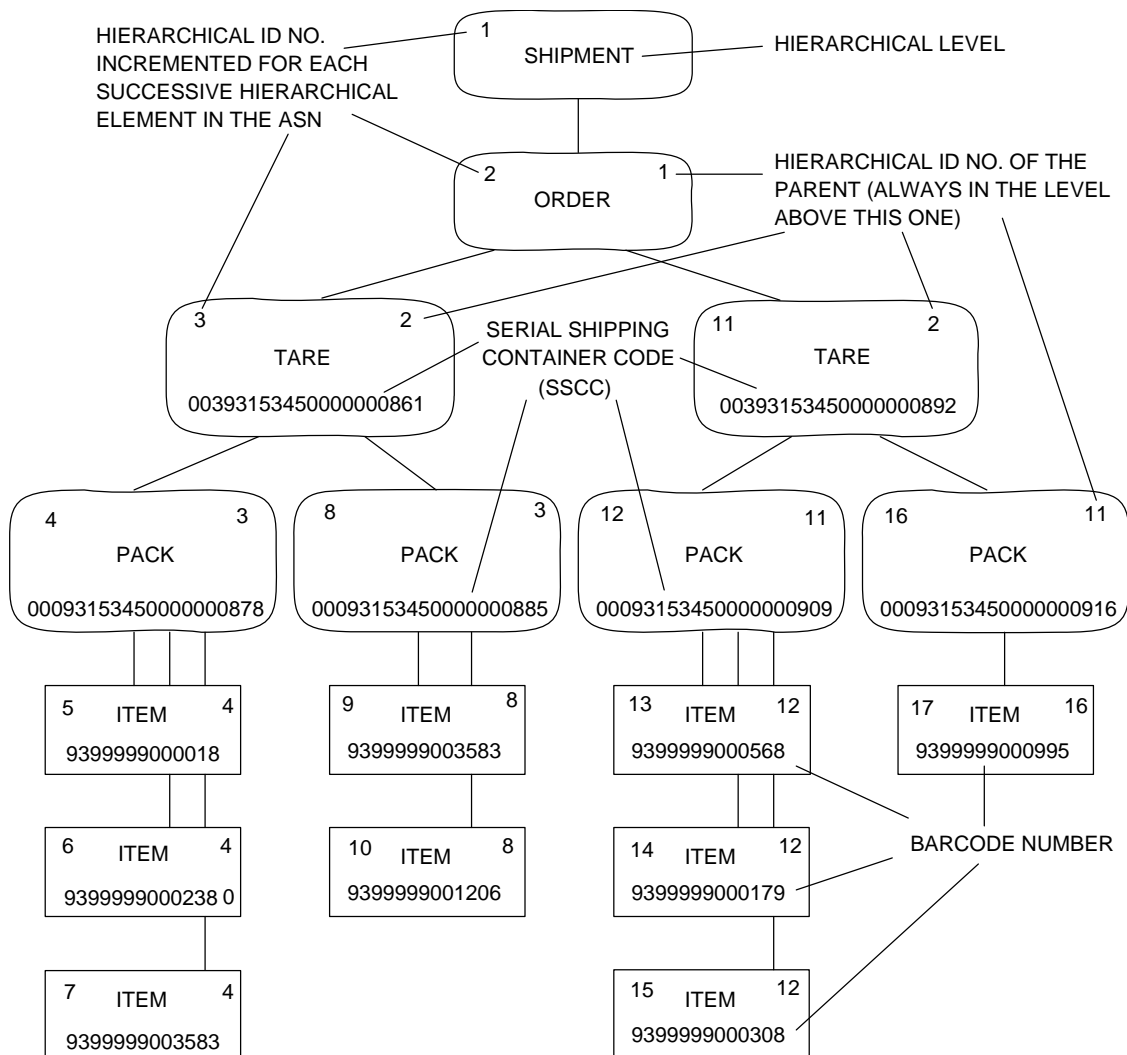 HIERARCHICAL ID NO.
INCREMENTED FOR EACH
SUCCESSIVE HIERARCHICAL
ELEMENT IN THE ASN
1
SHIPMENT
HIERARCHICAL LEVEL
2
1
ORDER
HIERARCHICAL ID NO. OF THE
PARENT (ALWAYS IN THE LEVEL
ABOVE THIS ONE)
3
2
TARE
00393153450000000861
SERIAL SHIPPING
CONTAINER CODE
(SSCC)
11
2
TARE
00393153450000000892
4
3
PACK
00093153450000000878
8
3
PACK
00093153450000000885
12
11
PACK
00093153450000000909
16
11
PACK
00093153450000000916
5 ITEM 4
9399999000018
9 ITEM 8
9399999003583
13 ITEM 12
9399999000568
17 ITEM 16
9399999000995
6 ITEM 4
9399999000238 0
10 ITEM 8
9399999001206
14 ITEM 12
9399999000179
BARCODE NUMBER
7 ITEM 4
9399999003583
15 ITEM 12
9399999000308